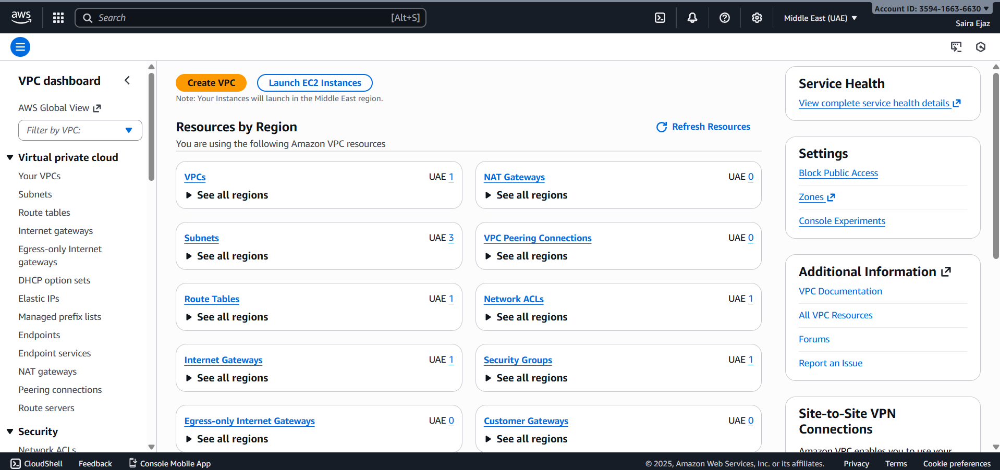 aws
Search
[Alt+S]
Middle East (UAE)
Account ID: 3594-1663-6630
Saira Ejaz
VPC dashboard
AWS Global View
Filter by VPC:
Virtual private cloud
Your VPCs
Subnets
Route tables
Internet gateways
Egress-only Internet
gateways
DHCP option sets
Elastic IPs
Managed prefix lists
Endpoints
Endpoint services
NAT gateways
Peering connections
Route servers
Security
Network ACLs
Create VPC
Launch EC2 Instances
Note: Your Instances will launch in the Middle East region.
Resources by Region
Refresh Resources
You are using the following Amazon VPC resources
VPCs
UAE 1
See all regions
NAT Gateways
UAE 0
See all regions
Subnets
UAE 3
See all regions
VPC Peering Connections
UAE 0
See all regions
Route Tables
UAE 1
See all regions
Network ACLs
UAE 1
See all regions
Internet Gateways
UAE 1
See all regions
Security Groups
UAE 1
See all regions
Egress-only Internet Gateways
UAE 0
See all regions
Customer Gateways
UAE 0
See all regions
Service Health
View complete service health details
Settings
Block Public Access
Zones
Console Experiments
Additional Information
VPC Documentation
All VPC Resources
Forums
Report an Issue
Site-to-Site VPN
Connections
Amazon VPC enables you to use your
CloudShell
Feedback
Console Mobile App
© 2025, Amazon Web Services, Inc. or its affiliates.
Privacy
Terms
Cookie preferences